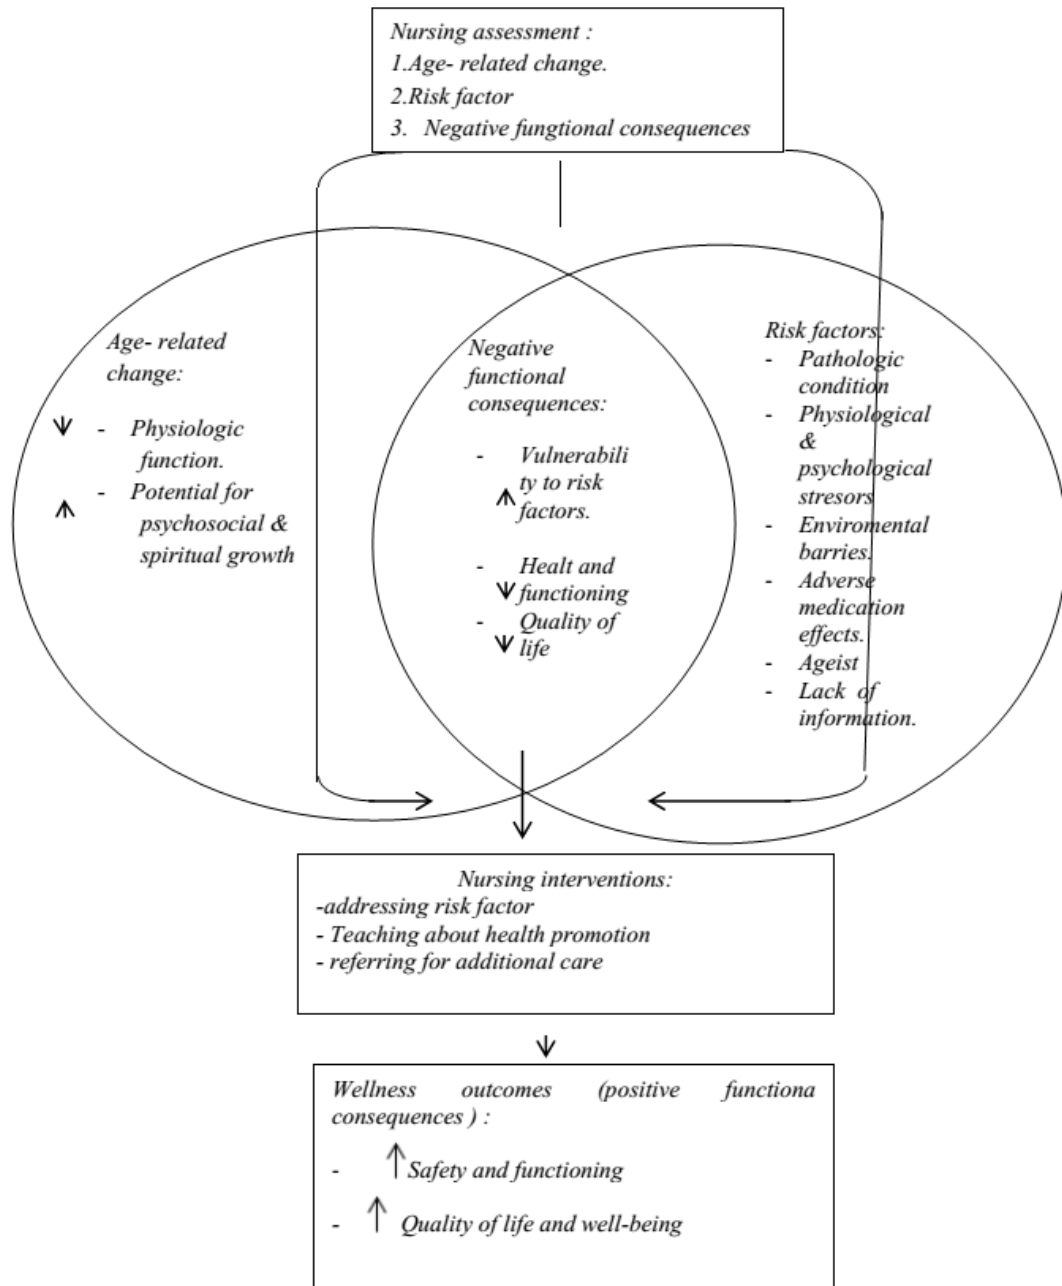 Nursing assessment :
1.Age- related change.
2.Risk factor
3. Negative fungtional consequences
Age- related
change:
- Physiologic
function.
- Potential for
psychosocial &
spiritual growth
Negative
functional
consequences:
- Vulnerabili
ty to risk
factors.
- Healt and
functioning
- Quality of
life
Risk factors:
- Pathologic
condition
- Physiological
&
psychological
stresors
- Enviromental
barries.
- Adverse
medication
effects.
- Ageist
- Lack of
information.
Nursing interventions:
-addressing risk factor
- Teaching about health promotion
- referring for additional care
Wellness outcomes (positive functiona
consequences ) :
- Safety and functioning
- Quality of life and well-being